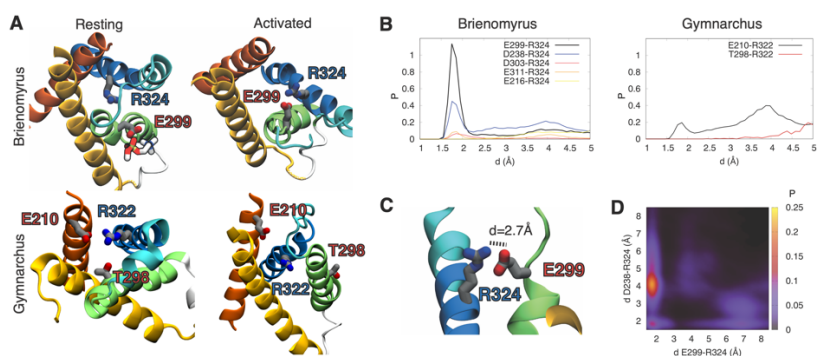 A
Resting
Activated
Brienomyrus
R324
E299
R324
E299
Gymnarchus
E210
R322
T298
E210
R322
T298
B
Brienomyrus
Gymnarchus
P
1
0.8
0.6
0.4
0.2
0
E299-R324
D238-R324
D303-R324
E311-R324
E216-R324
1 1.5 2 2.5 3 3.5 4 4.5 5
d (Å)
P
1
0.8
0.6
0.4
0.2
0
E210-R322
T298-R322
1 1.5 2 2.5 3 3.5 4 4.5 5
d (Å)
C
d=2.7Å
E299
R324
D
P
d D238-R324 (Å)
8
7
6
5
4
3
2
2 3 4 5 6 7 8
d E299-R324 (Å)
0.25
0.2
0.15
0.1
0.05
0